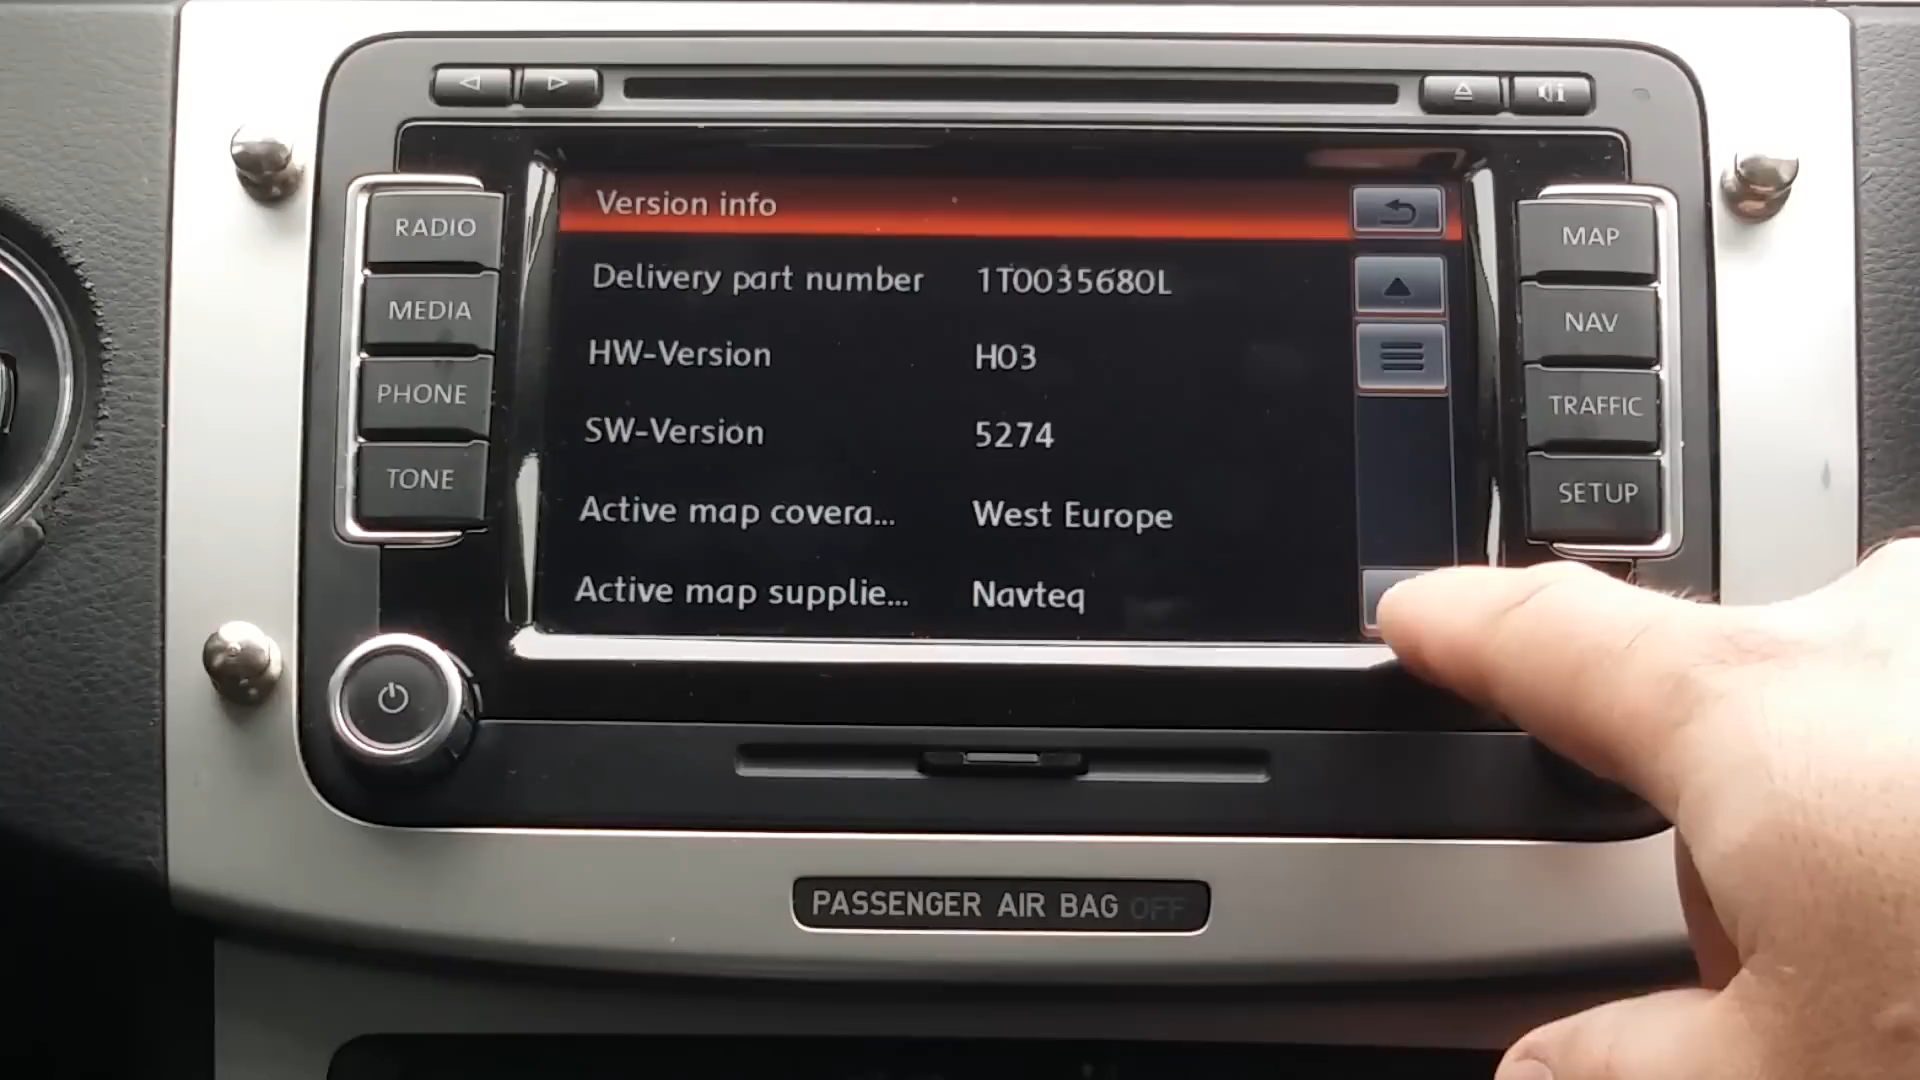 Version info
Delivery part number 1T0035680L
HW-Version H03
SW-Version 5274
Active map covera... West Europe
Active map supplie... Navteq
RADIO
MEDIA
PHONE
TONE
MAP
NAV
TRAFFIC
SETUP
PASSENGER AIR BAG OFF